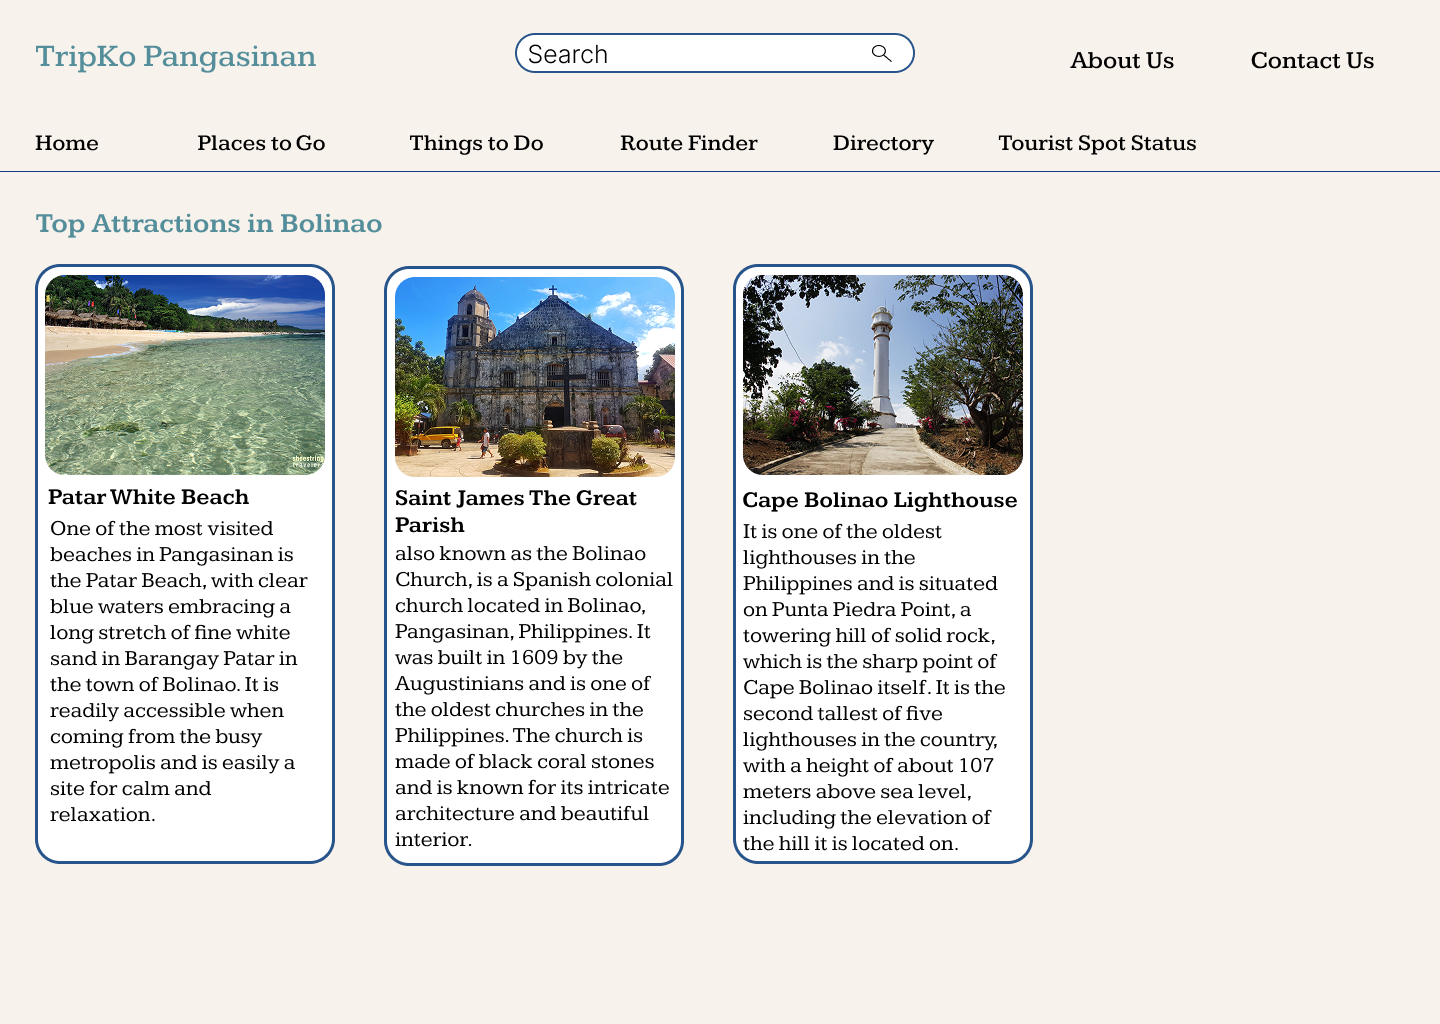 TripKo Pangasinan
Search
About Us
Contact Us
Home
Places to Go
Things to Do
Route Finder
Directory
Tourist Spot Status
Top Attractions in Bolinao
shoestring
traveler
Patar White Beach
One of the most visited
beaches in Pangasinan is
the Patar Beach, with clear
blue waters embracing a
long stretch of fine white
sand in Barangay Patar in
the town of Bolinao. It is
readily accessible when
coming from the busy
metropolis and is easily a
site for calm and
relaxation.
Saint James The Great
Parish
also known as the Bolinao
Church, is a Spanish colonial
church located in Bolinao,
Pangasinan, Philippines. It
was built in 1609 by the
Augustinians and is one of
the oldest churches in the
Philippines. The church is
made of black coral stones
and is known for its intricate
architecture and beautiful
interior.
Cape Bolinao Lighthouse
It is one of the oldest
lighthouses in the
Philippines and is situated
on Punta Piedra Point, a
towering hill of solid rock,
which is the sharp point of
Cape Bolinao itself. It is the
second tallest of five
lighthouses in the country,
with a height of about 107
meters above sea level,
including the elevation of
the hill it is located on.